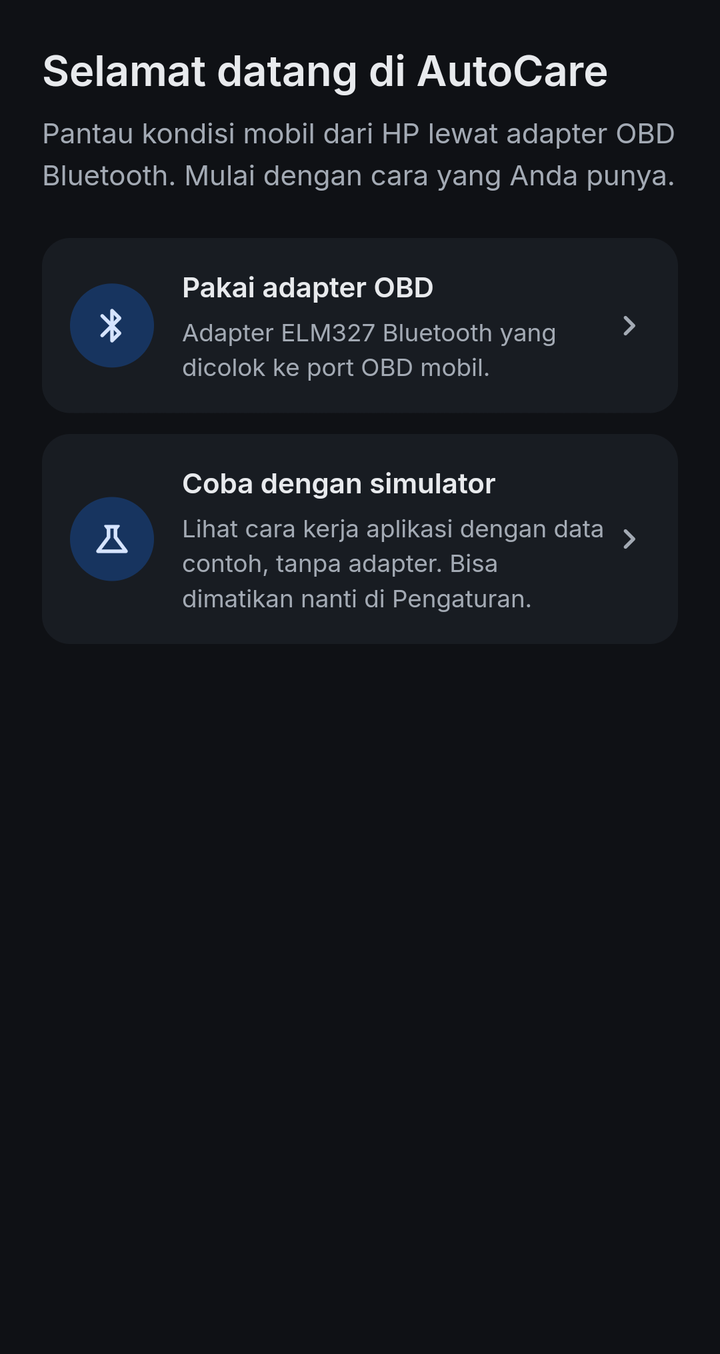 Selamat datang di AutoCare
Pantau kondisi mobil dari HP lewat adapter OBD
Bluetooth. Mulai dengan cara yang Anda punya.
Pakai adapter OBD
Adapter ELM327 Bluetooth yang
dicolok ke port OBD mobil.
Coba dengan simulator
Lihat cara kerja aplikasi dengan data
contoh, tanpa adapter. Bisa
dimatikan nanti di Pengaturan.